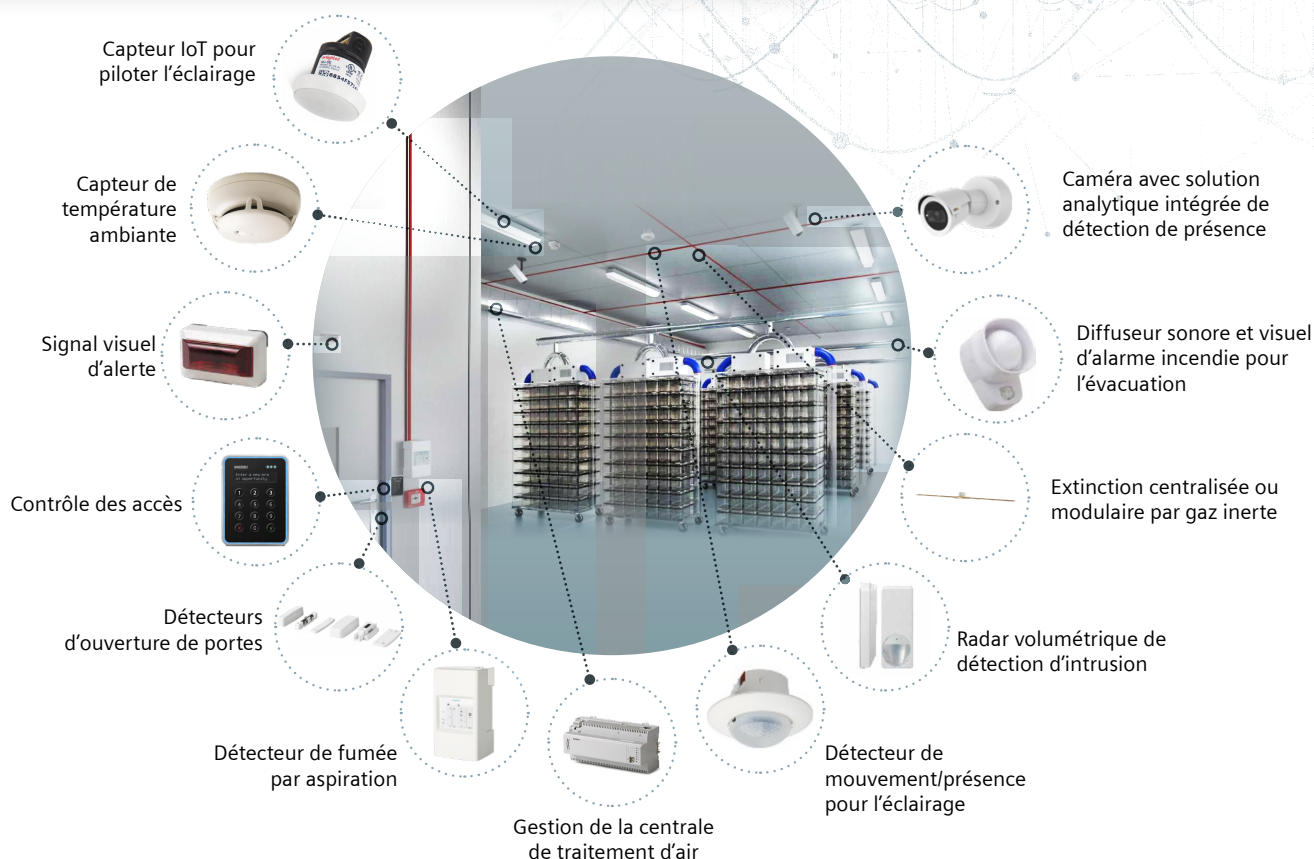 Capteur IoT pour
piloter l’éclairage
Capteur de
température
ambiante
Signal visuel
d’alerte
Contrôle des accès
Détecteurs
d’ouverture de portes
Détecteur de fumée
par aspiration
Gestion de la centrale
de traitement d’air
Détecteur de
mouvement/présence
pour l’éclairage
Radar volumétrique de
détection d’intrusion
Extinction centralisée ou
modulaire par gaz inerte
Diffuseur sonore et visuel
d’alarme incendie pour
l’évacuation
Caméra avec solution
analytique intégrée de
détection de présence